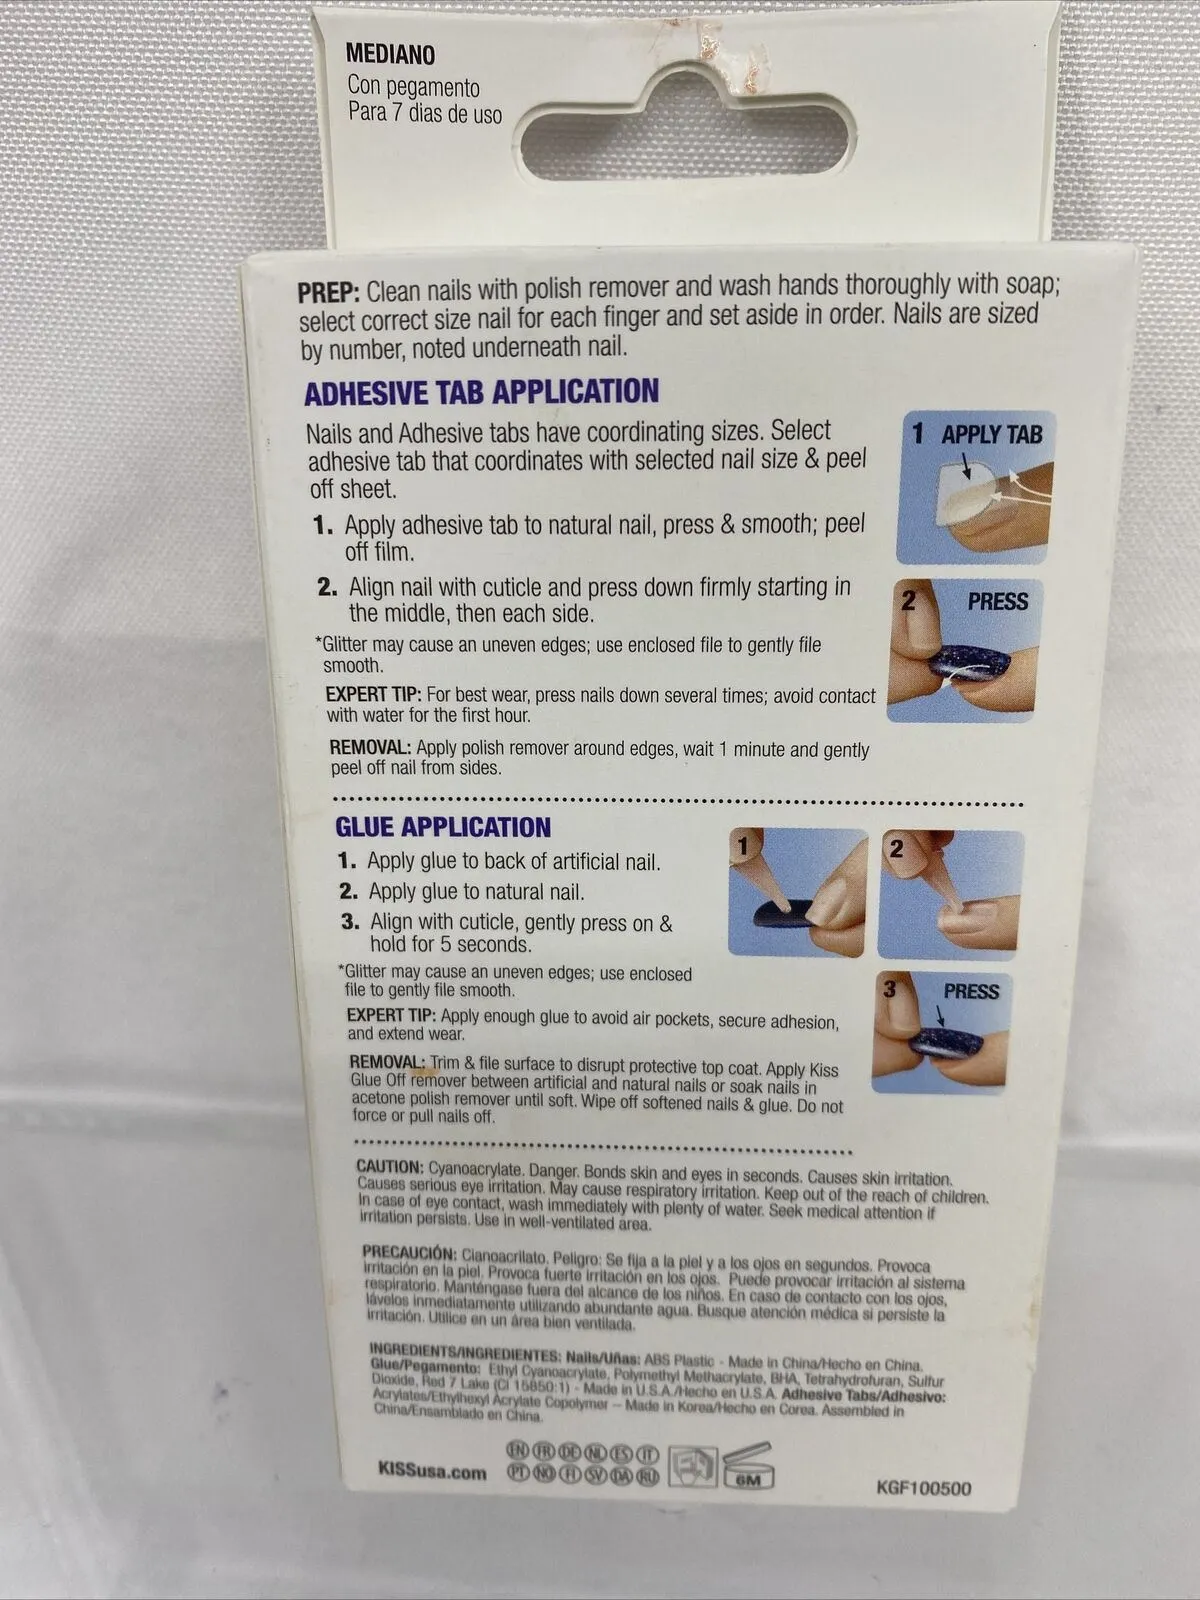 MEDIANO
Con pegamento
Para 7 dias de uso
PREP: Clean nails with polish remover and wash hands thoroughly with soap;
select correct size nail for each finger and set aside in order. Nails are sized
by number, noted underneath nail.
ADHESIVE TAB APPLICATION
Nails and Adhesive tabs have coordinating sizes. Select
adhesive tab that coordinates with selected nail size & peel
off sheet.
1. Apply adhesive tab to natural nail, press & smooth; peel
off film.
2. Align nail with cuticle and press down firmly starting in
the middle, then each side.
*Glitter may cause an uneven edges; use enclosed file to gently file
smooth.
EXPERT TIP: For best wear, press nails down several times; avoid contact
with water for the first hour.
REMOVAL: Apply polish remover around edges, wait 1 minute and gently
peel off nail from sides.
1 APPLY TAB
2 PRESS
GLUE APPLICATION
1. Apply glue to back of artificial nail.
2. Apply glue to natural nail.
3. Align with cuticle, gently press on &
hold for 5 seconds.
*Glitter may cause an uneven edges; use enclosed
file to gently file smooth.
EXPERT TIP: Apply enough glue to avoid air pockets, secure adhesion,
and extend wear.
REMOVAL: Trim & file surface to disrupt protective top coat. Apply Kiss
Glue Off remover between artificial and natural nails or soak nails in
acetone polish remover until soft. Wipe off softened nails & glue. Do not
force or pull nails off.
1
2
3 PRESS
CAUTION: Cyanoacrylate. Danger. Bonds skin and eyes in seconds. Causes skin irritation.
Causes serious eye irritation. May cause respiratory irritation. Keep out of the reach of children.
In case of eye contact, wash immediately with plenty of water. Seek medical attention if
irritation persists. Use in well-ventilated area.
PRECAUCIÓN: Cianoacrilato. Peligro: Se fija a la piel y a los ojos en segundos. Provoca
irritación en la piel. Provoca fuerte irritación en los ojos. Puede provocar irritación al sistema
respiratorio. Manténgase fuera del alcance de los niños. En caso de contacto con los ojos,
lávelos inmediatamente utilizando abundante agua. Busque atención médica si persiste la
irritación. Utilice en un área bien ventilada.
INGREDIENTS/INGREDIENTES: Nails/Uñas: ABS Plastic - Made in China/Hecho en China.
Glue/Pegamento: Ethyl Cyanoacrylate, Polymethyl Methacrylate, BHA, Tetrahydrofuran, Sulfur
Dioxide, Red 7 Lake (CI 15850:1) - Made in U.S.A./Hecho en U.S.A. Adhesive Tabs/Adhesivo:
Acrylates/Ethylhexyl Acrylate Copolymer – Made in Korea/Hecho en Corea. Assembled in
China/Ensamblado en China.
KISSusa.com
EN FR DE NL ES IT
PT NO FI SV DA RU
6M
KGF100500